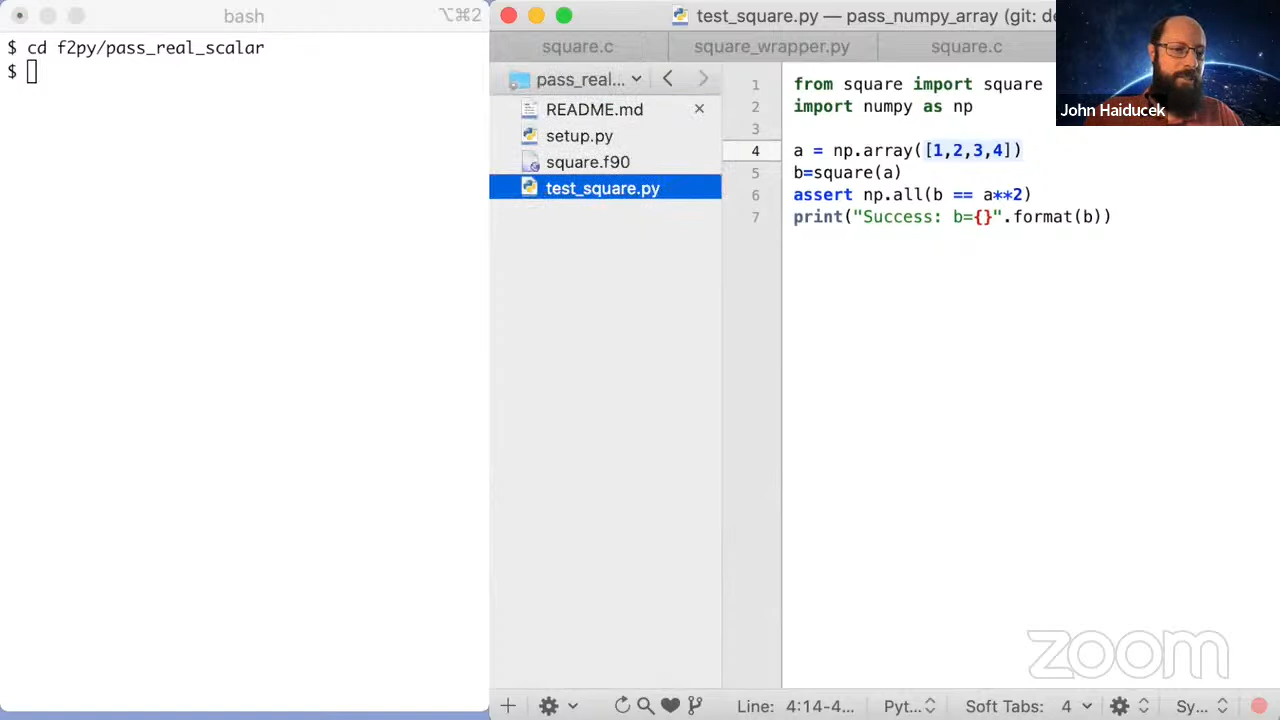 bash
⌥⌘2
$ cd f2py/pass_real_scalar
$
test_square.py — pass_numpy_array (git: de
square.c
square_wrapper.py
square.c
pass_real...
README.md
setup.py
square.f90
test_square.py
1 from square import square
2 import numpy as np
3
4 a = np.array([1,2,3,4])
5 b=square(a)
6 assert np.all(b == a**2)
7 print("Success: b={}".format(b))
John Haiducek
zoom
Line: 4:14-4...
Pyt...
Soft Tabs: 4
Sy...